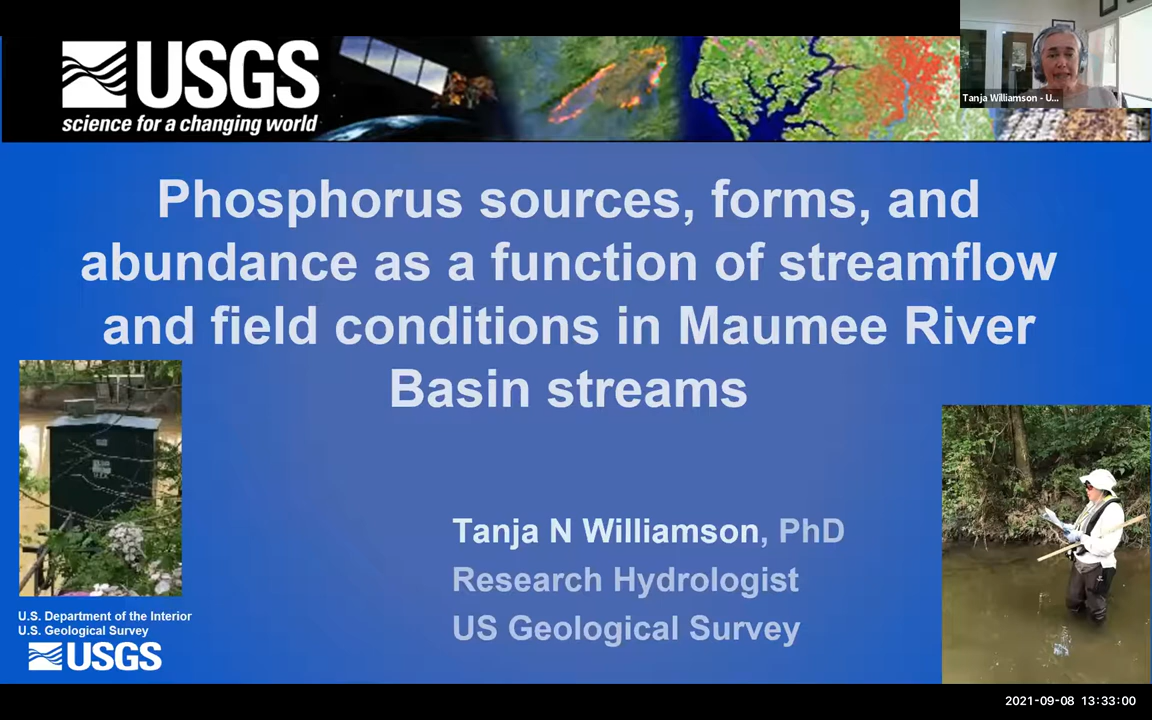 USGS
science for a changing world
Tanja Williamson - U...
Phosphorus sources, forms, and
abundance as a function of streamflow
and field conditions in Maumee River
Basin streams
Tanja N Williamson, PhD
Research Hydrologist
US Geological Survey
U.S. Department of the Interior
U.S. Geological Survey
USGS
2021-09-08 13:33:00